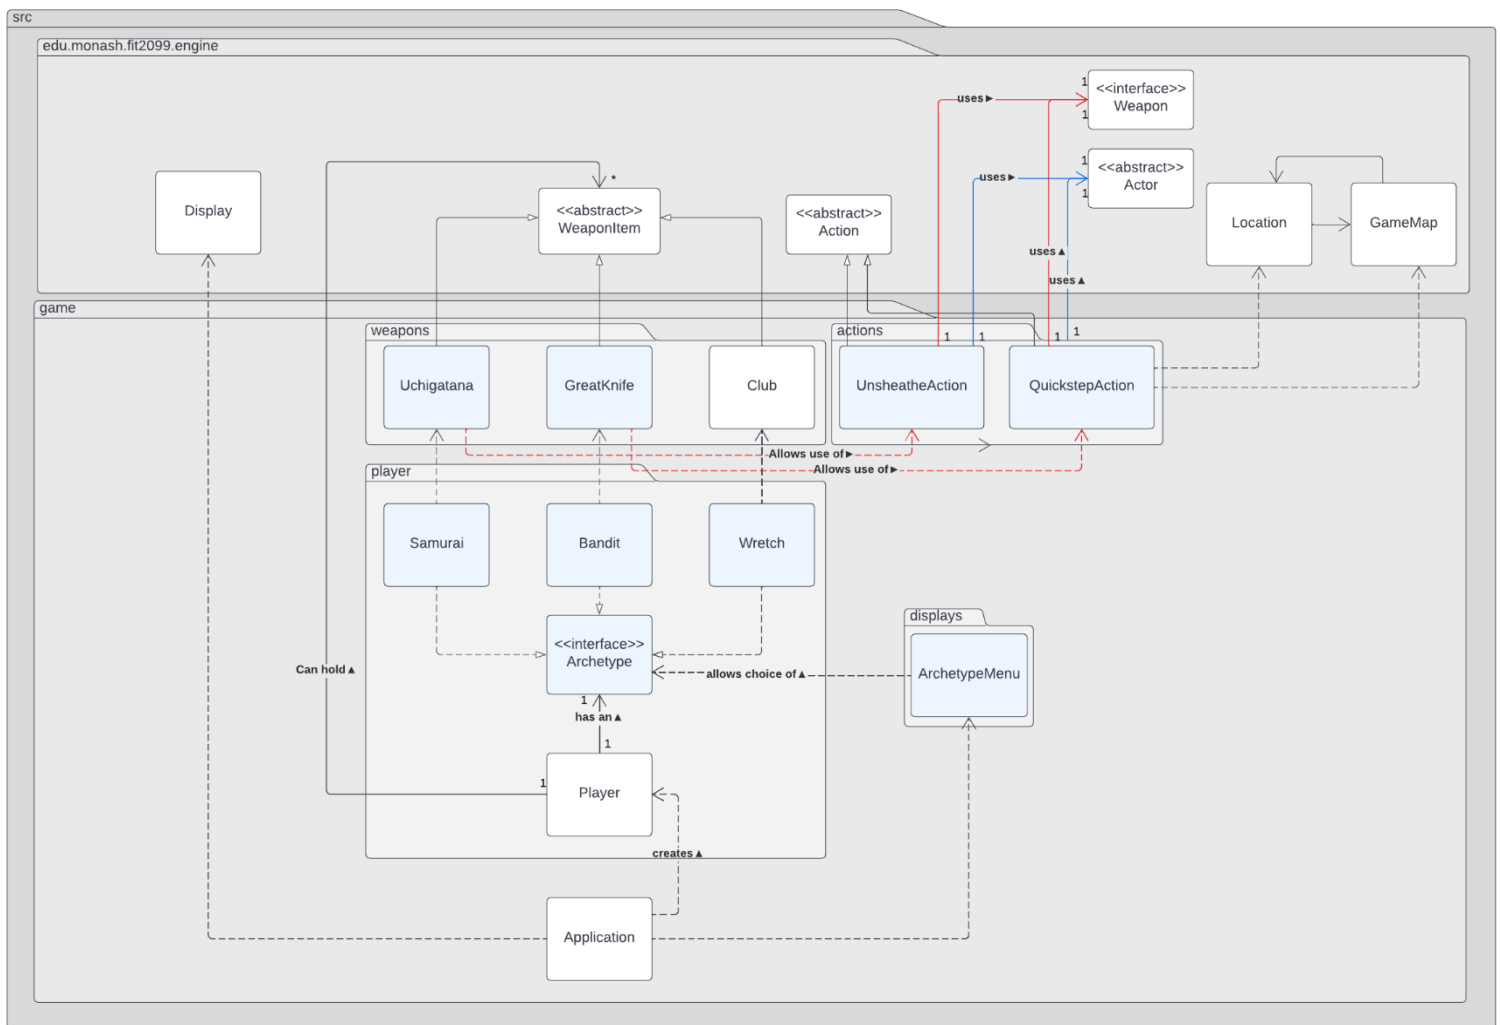 src
edu.monash.fit2099.engine
uses►
1
<<interface>>
Weapon
1
uses►
1
<<abstract>>
Actor
1
*
Display
<<abstract>>
WeaponItem
<<abstract>>
Action
Location
GameMap
uses▲
uses▲
game
weapons
actions
1
1
1
1
Uchigatana
GreatKnife
Club
UnsheatheAction
QuickstepAction
Allows use of►
Allows use of►
player
Samurai
Bandit
Wretch
<<interface>>
Archetype
displays
ArchetypeMenu
Can hold▲
allows choice of▲
1
has an▲
1
1
Player
creates▲
Application